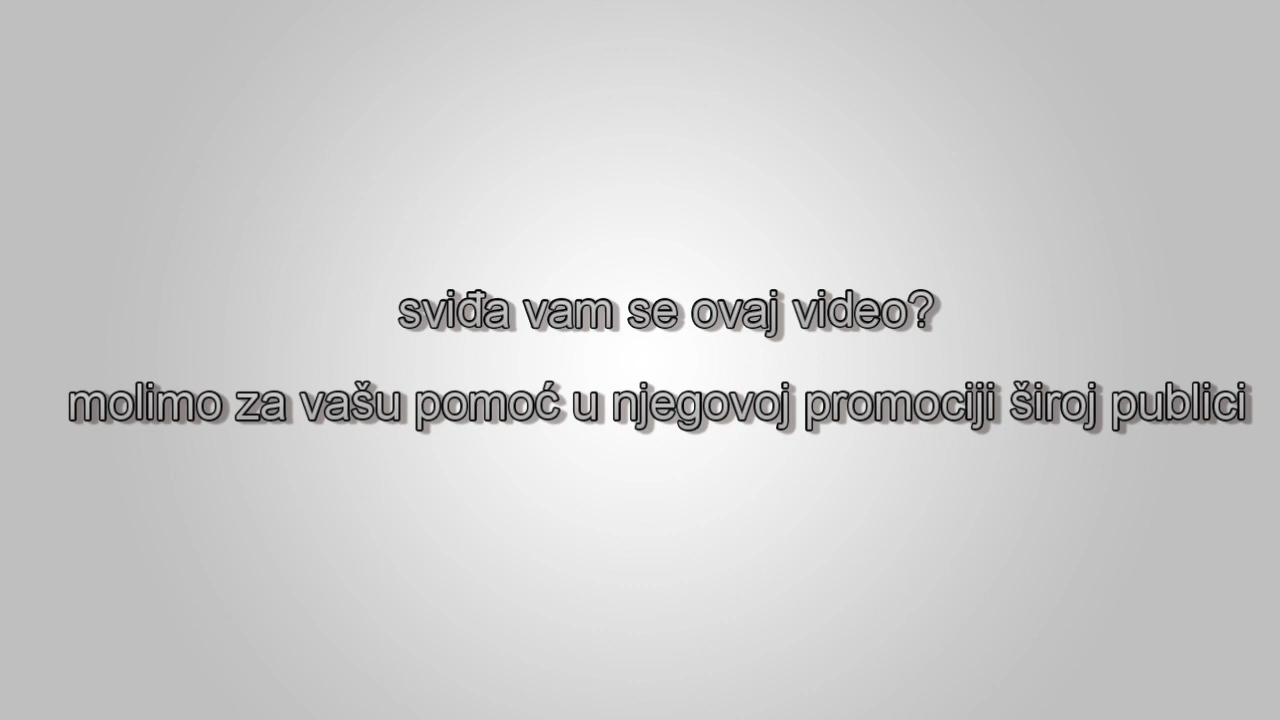 sviđa vam se ovaj video?
molimo za vašu pomoć u njegovoj promociji široj publici